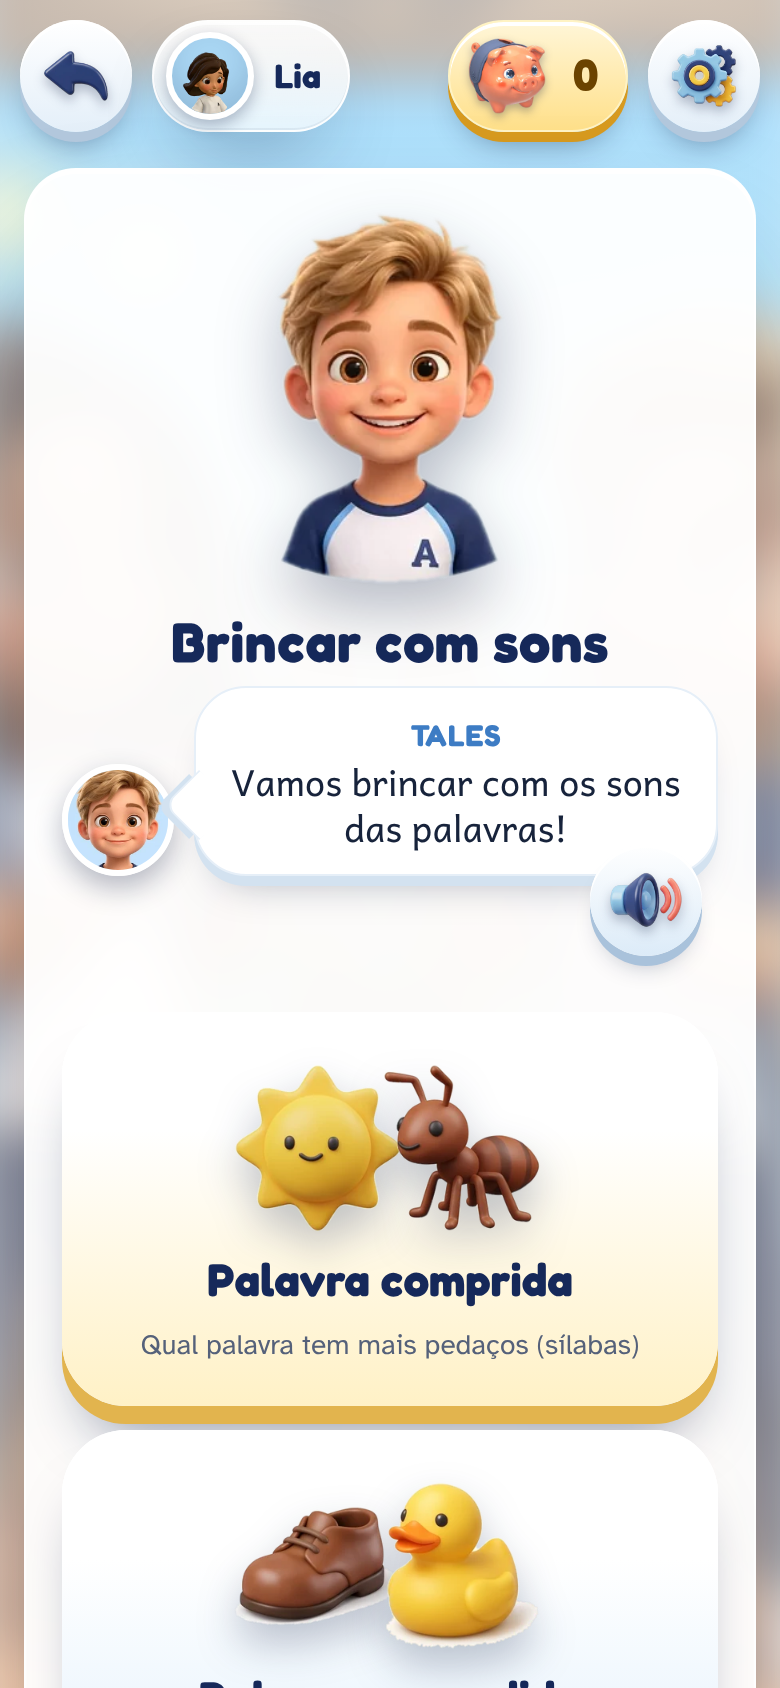 Lia
0
A
Brincar com sons
TALES
Vamos brincar com os sons
das palavras!
Palavra comprida
Qual palavra tem mais pedaços (sílabas)